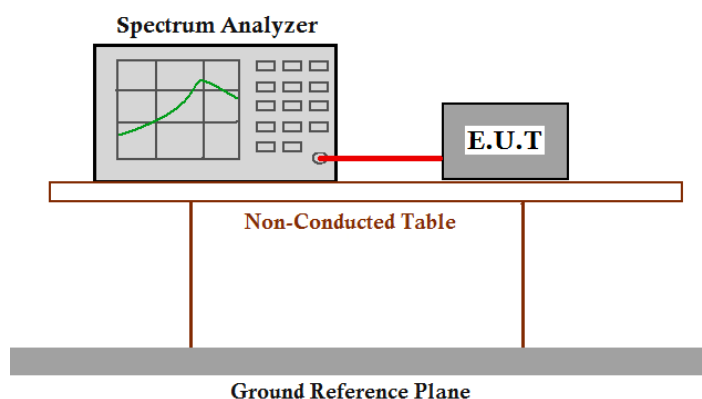 Spectrum Analyzer
E.U.T
Non-Conducted Table
Ground Reference Plane